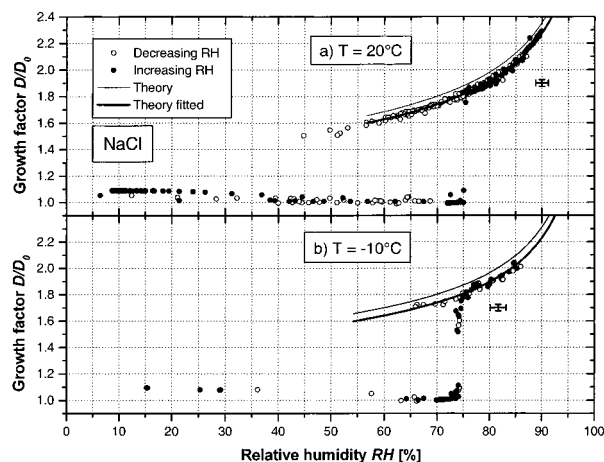 2.4
2.2
2.0
1.8
1.6
1.4
1.2
1.0
Growth factor D/D0
Decreasing RH
Increasing RH
Theory
Theory fitted
a) T = 20°C
NaCl
2.2
2.0
1.8
1.6
1.4
1.2
1.0
Growth factor D/D0
b) T = -10°C
0 10 20 30 40 50 60 70 80 90 100
Relative humidity RH [%]